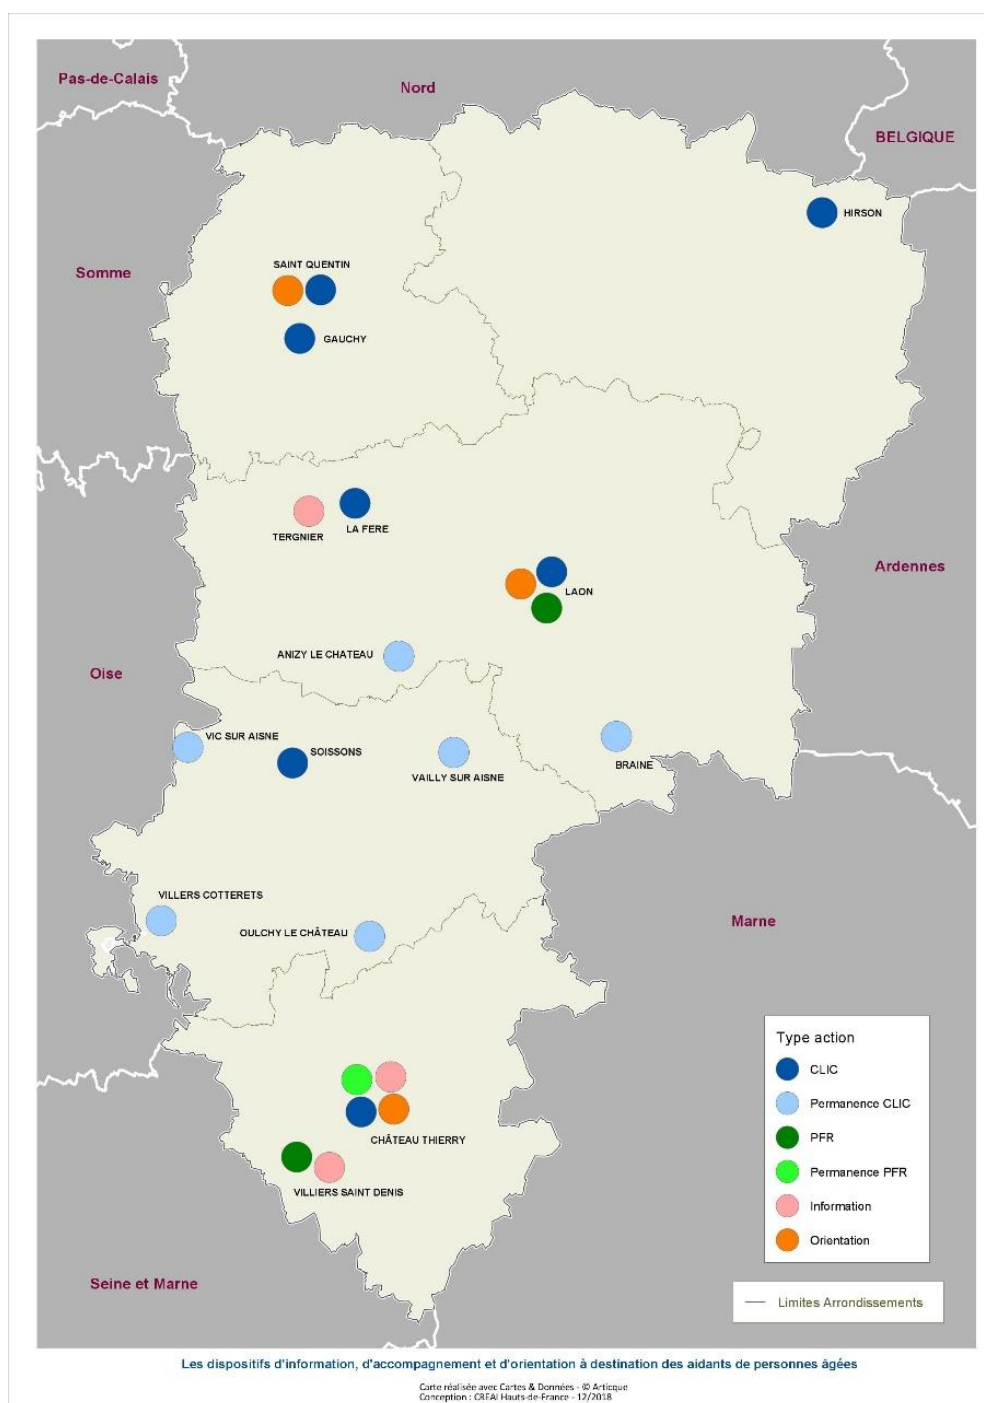 Pas-de-Calais
Nord
BELGIQUE
HIRSON
Somme
SAINT QUENTIN
GAUCHY
LA FERE
TERGNIER
Ardennes
LAON
ANIZY LE CHATEAU
Oise
VIC SUR AISNE
SOISSONS
VAILLY SUR AISNE
BRAINE
VILLERS COTTERETS
OULCHY LE CHÂTEAU
Marne
Type action
CLIC
Permanence CLIC
PFR
Permanence PFR
Information
Orientation
CHÂTEAU THIERRY
VILLIERS SAINT DENIS
Seine et Marne
Limites Arrondissements
Les dispositifs d'information, d'accompagnement et d'orientation à destination des aidants de personnes âgées
Carte réalisée avec Cartes & Données - © Articque
Conception : CREAI Hauts-de-France - 12/2018